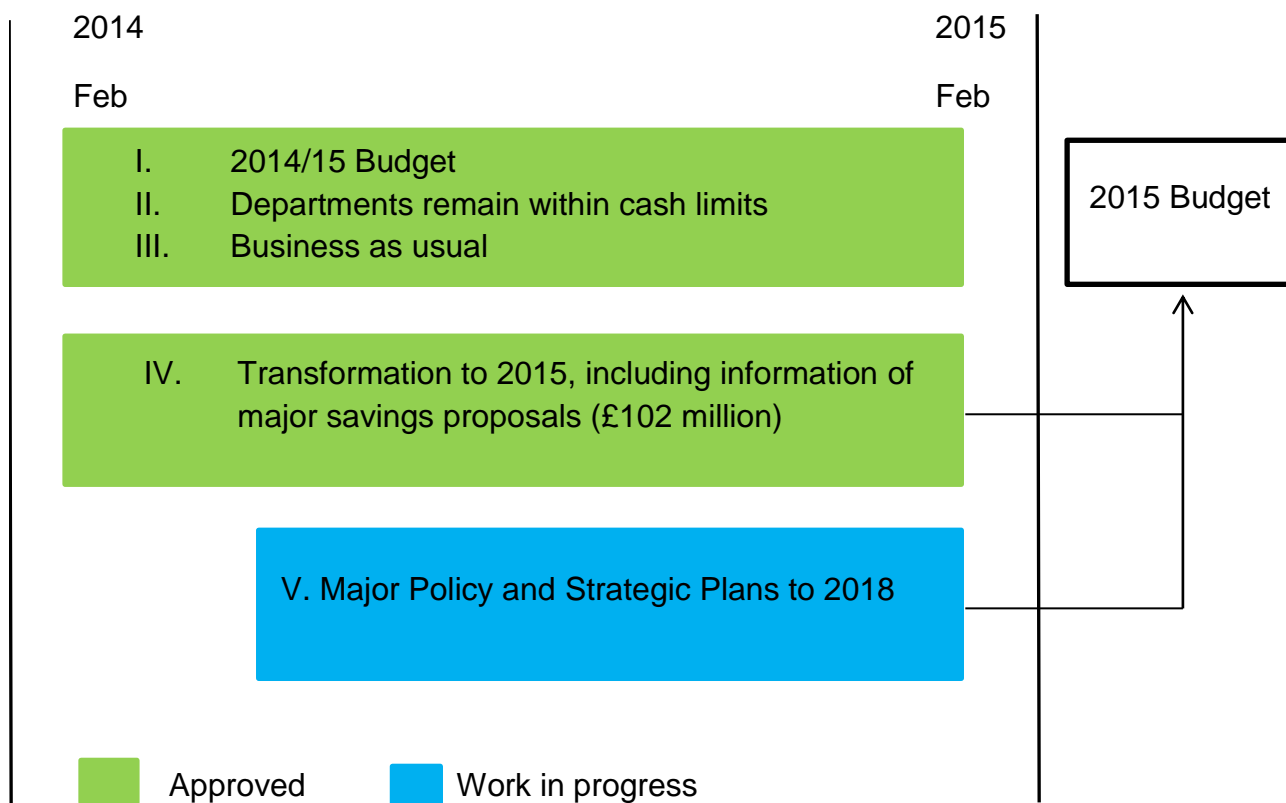 2014 2015
Feb Feb
I. 2014/15 Budget
II. Departments remain within cash limits
III. Business as usual
2015 Budget
IV. Transformation to 2015, including information of
major savings proposals (£102 million)
V. Major Policy and Strategic Plans to 2018
Approved Work in progress